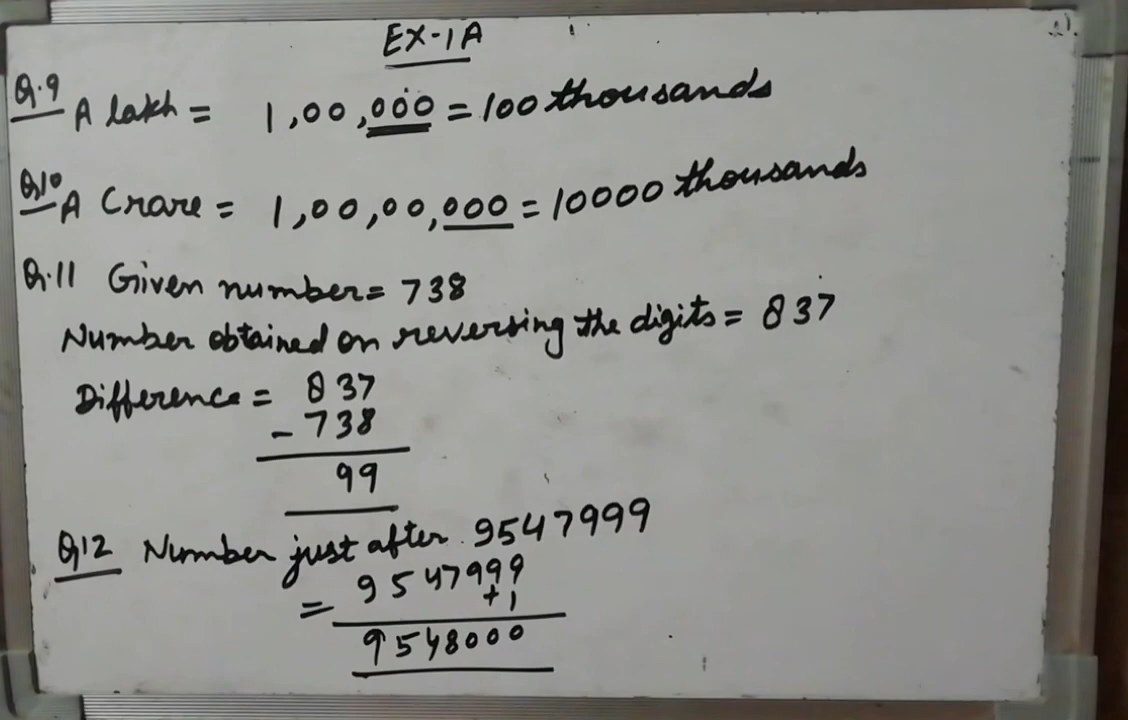 EX-1A
Q.9 A lakh = 1,00,000 = 100 thousands
Q10 A Crore = 1,00,00,000 = 10000 thousands
Q.11 Given number = 738
Number obtained on reversing the digits = 837
Difference = 837
- 738
99
Q12 Number just after 9547999
= 9547999
+1
9548000